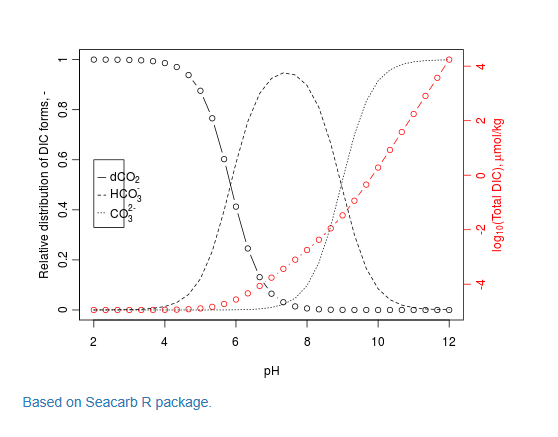 Relative distribution of DIC forms, -
0
0.2
0.4
0.6
0.8
1
dCO₂
HCO₃⁻
CO₃²⁻
2
4
6
8
10
12
pH
-4
-2
0
2
4
log₁₀(Total DIC), μmol/kg
Based on Seacarb R package.